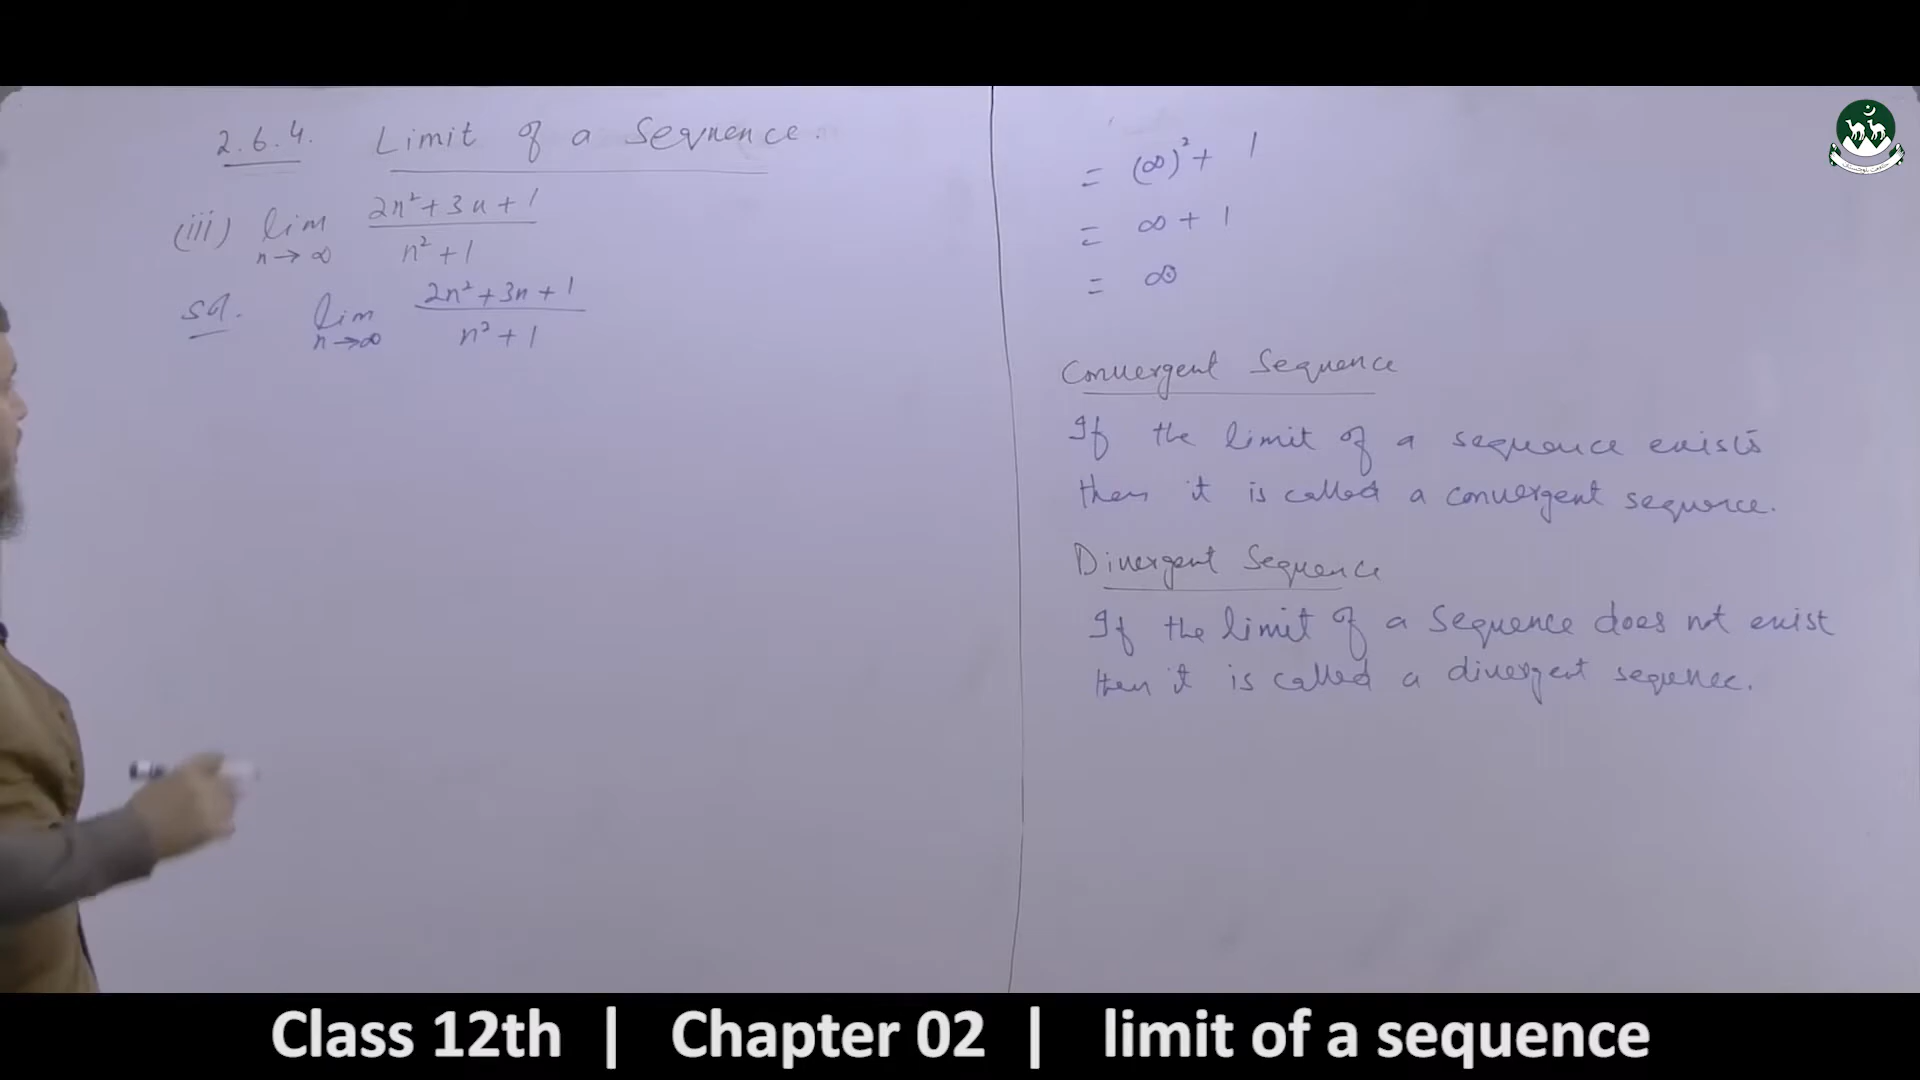 2.6.4. Limit of a Sequence.
(iii) lim n→∞ 2n²+3n+1 / n²+1
Sol. lim n→∞ 2n²+3n+1 / n²+1
= (∞)²+ 1
= ∞ + 1
= ∞
Convergent Sequence
If the limit of a sequence exists
then it is called a convergent sequence.
Divergent Sequence
If the limit of a sequence does not exist
then it is called a divergent sequence.
Class 12th | Chapter 02 | limit of a sequence